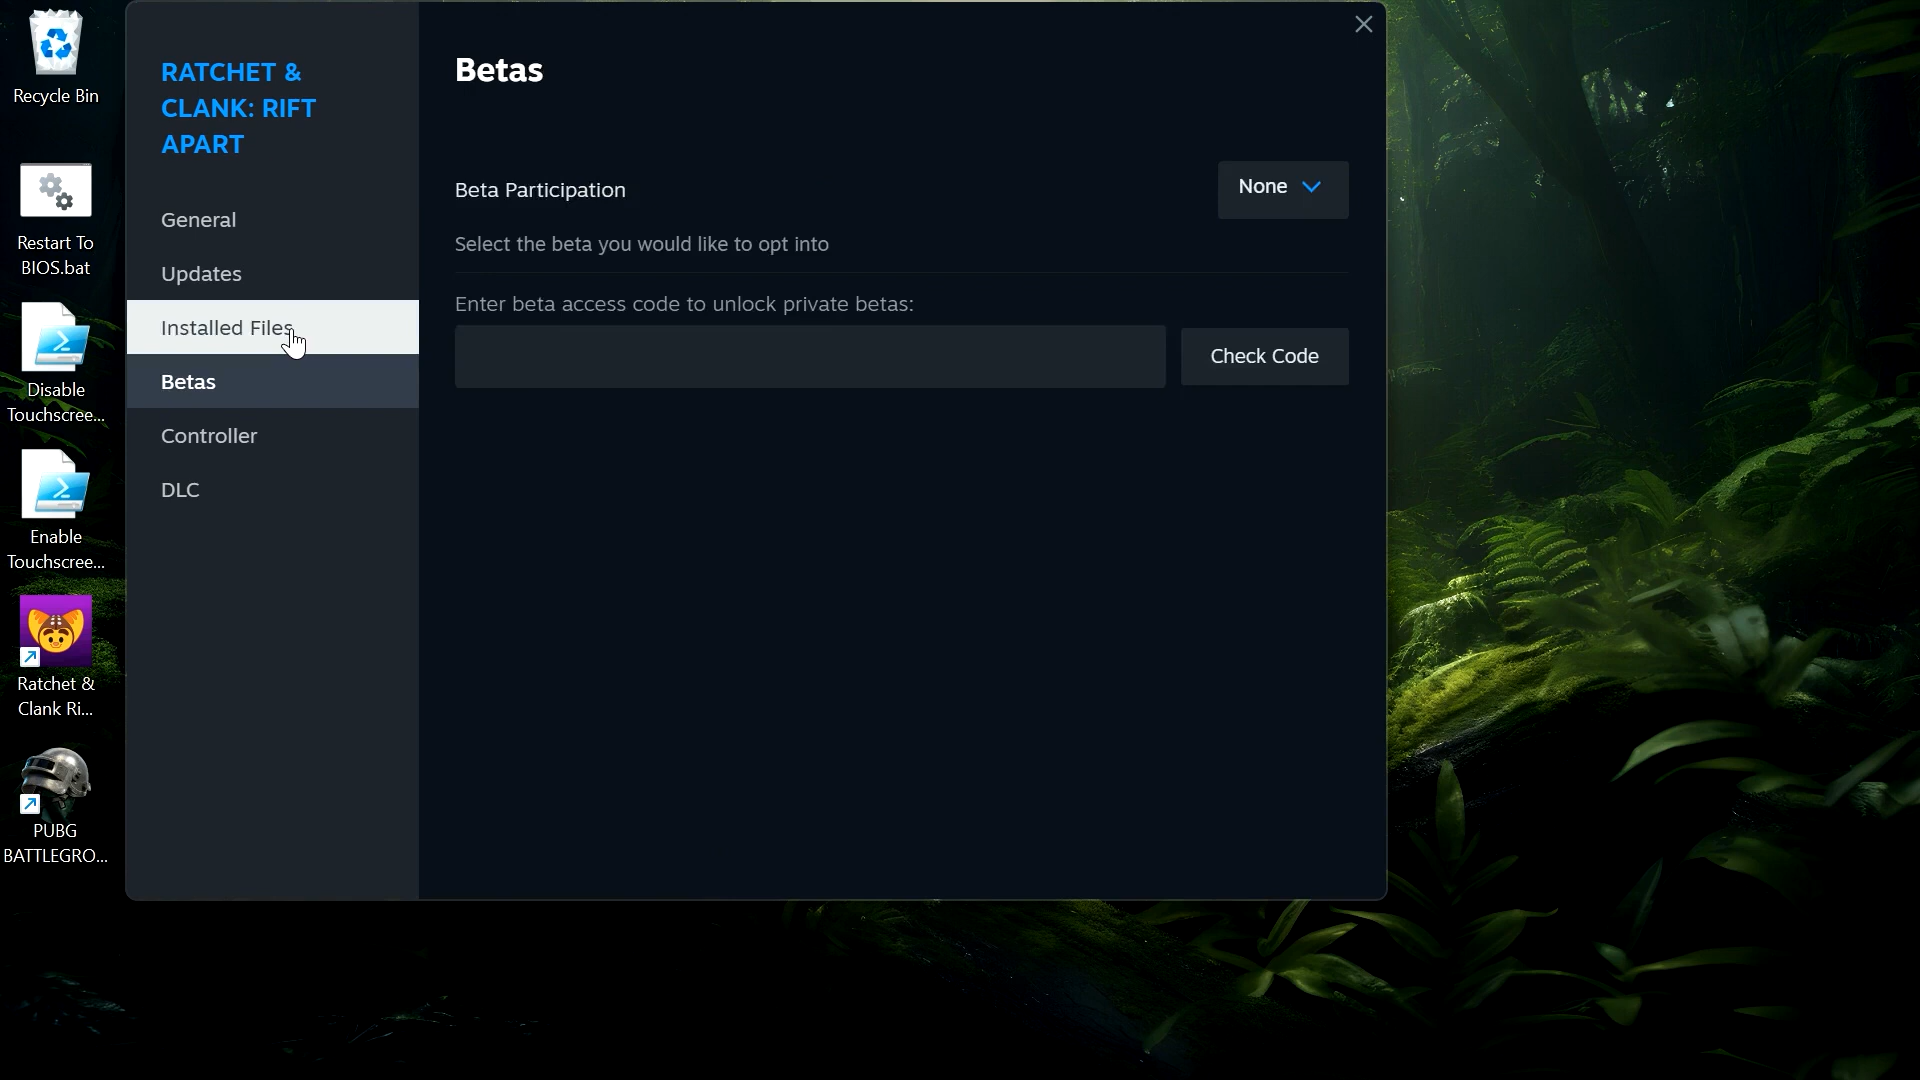 Recycle Bin
Restart To
BIOS.bat
Disable
Touchscree...
Enable
Touchscree...
Ratchet &
Clank Ri...
PUBG
BATTLEGRO...
RATCHET &
CLANK: RIFT
APART
General
Updates
Installed Files
Betas
Controller
DLC
Betas
Beta Participation
None
Select the beta you would like to opt into
Enter beta access code to unlock private betas:
Check Code